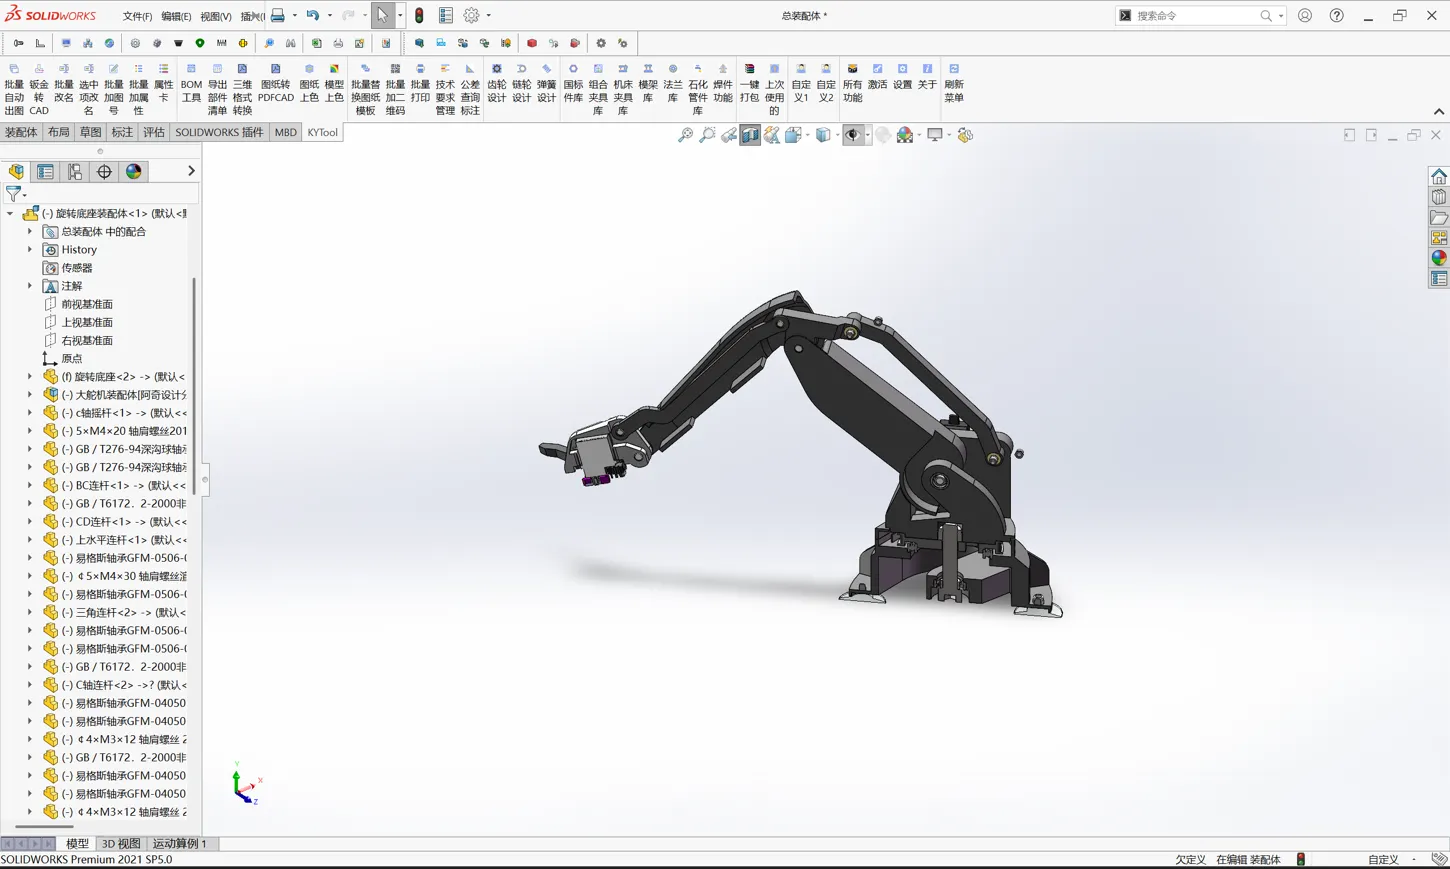 SOLIDWORKS 文件(F) 编辑(E) 视图(V) 总装配体 * 搜索命令
批量自动出图 钣金转CAD 批量改名 选中项改名 批量加图号 批量加属性 属性卡 BOM工具 导出部件清单 三维格式转换 图纸转PDFCAD 图纸上色 模型上色 批量替换图纸模板 批量加二维码 批量打印 技术要求管理 公差查询标注 齿轮设计 链轮设计 弹簧设计 国标件库 组合夹具库 机床夹具库 模架库 法兰库 石化管件库 焊件功能 一键打包 上次使用的 自定义1 自定义2 所有功能 激活 设置 关于 刷新菜单
装配体 布局 草图 标注 评估 SOLIDWORKS 插件 MBD KYTool
(-) 旋转底座装配体<1> (默认<
总装配体 中的配合
History
传感器
注解
前视基准面
上视基准面
右视基准面
原点
(f) 旋转底座<2> -> (默认<
(-) 大舵机装配体[阿奇设计分
(-) c轴摇杆<1> -> (默认<<
(-) 5×M4×20 轴肩螺丝201
(-) GB / T276-94深沟球轴承
(-) GB / T276-94深沟球轴承
(-) BC连杆<1> -> (默认<<
(-) GB / T6172．2-2000非
(-) CD连杆<1> -> (默认<<
(-) 上水平连杆<1> -> (默认<
(-) 易格斯轴承GFM-0506-0
(-) ¢5×M4×30 轴肩螺丝
(-) 易格斯轴承GFM-0506-0
(-) 三角连杆<2> -> (默认<
(-) 易格斯轴承GFM-0506-0
(-) 易格斯轴承GFM-0506-0
(-) GB / T6172．2-2000非
(-) C轴连杆<2> ->? (默认<
(-) 易格斯轴承GFM-04050
(-) 易格斯轴承GFM-04050
(-) ¢4×M3×12 轴肩螺丝 2
(-) GB / T6172．2-2000非
(-) 易格斯轴承GFM-04050
(-) 易格斯轴承GFM-04050
(-) ¢4×M3×12 轴肩螺丝 2
Y
X
Z
模型 3D 视图 运动算例 1
SOLIDWORKS Premium 2021 SP5.0 欠定义 在编辑 装配体 自定义